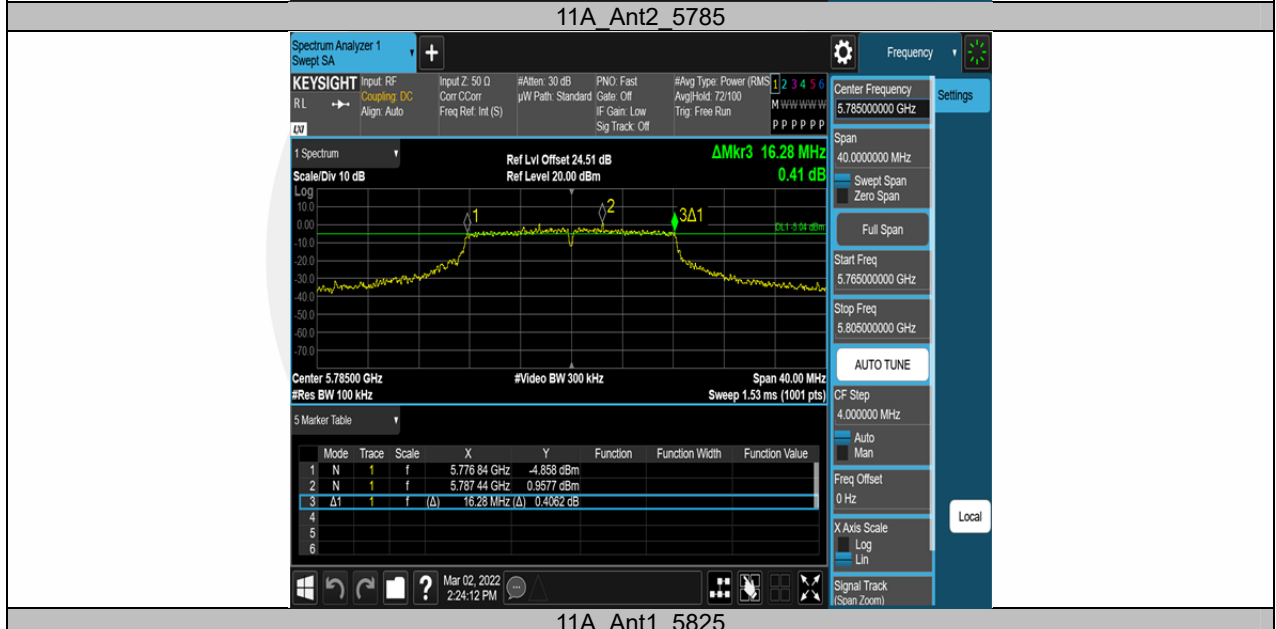 11A_Ant2_5785
Spectrum Analyzer 1
Swept SA
+
Frequency
KEYSIGHT Input: RF Input Z: 50 Ω #Atten: 30 dB PNO: Fast #Avg Type: Power (RMS 1 2 3 4 5 6
RL Coupling: DC Corr CCorr µW Path: Standard Gate: Off Avg|Hold: 72/100 M W W W W W
Align: Auto Freq Ref: Int (S) IF Gain: Low Trig: Free Run
Sig Track: Off P P P P P P
LXI
Center Frequency
5.785000000 GHz
Settings
Span
40.0000000 MHz
Swept Span
Zero Span
Full Span
Start Freq
5.765000000 GHz
Stop Freq
5.805000000 GHz
AUTO TUNE
CF Step
4.000000 MHz
Auto
Man
Freq Offset
0 Hz
X Axis Scale
Log
Lin
Signal Track
(Span Zoom)
Local
1 Spectrum
Ref Lvl Offset 24.51 dB ΔMkr3 16.28 MHz
Scale/Div 10 dB Ref Level 20.00 dBm 0.41 dB
Log
10.0
0.00
-10.0
-20.0
-30.0
-40.0
-50.0
-60.0
-70.0
1
2
3Δ1
DL1 -5.04 dBm
Center 5.78500 GHz #Video BW 300 kHz Span 40.00 MHz
#Res BW 100 kHz Sweep 1.53 ms (1001 pts)
5 Marker Table
Mode Trace Scale X Y Function Function Width Function Value
1 N 1 f 5.776 84 GHz -4.858 dBm
2 N 1 f 5.787 44 GHz 0.9577 dBm
3 Δ1 1 f (Δ) 16.28 MHz (Δ) 0.4062 dB
4
5
6
?
Mar 02, 2022
2:24:12 PM
11A_Ant1_5825